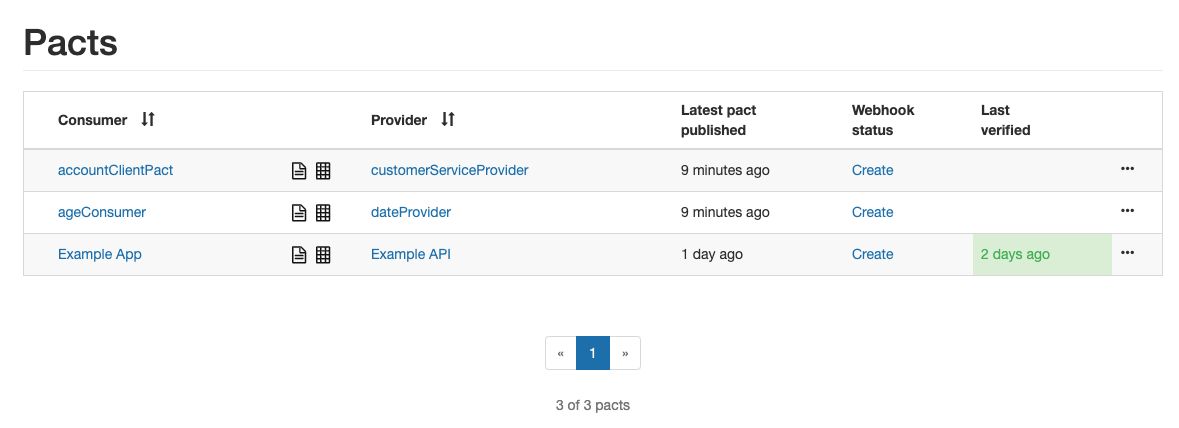 Pacts
Consumer Provider Latest pact published Webhook status Last verified
accountClientPact customerServiceProvider 9 minutes ago Create ...
ageConsumer dateProvider 9 minutes ago Create ...
Example App Example API 1 day ago Create 2 days ago ...
« 1 »
3 of 3 pacts